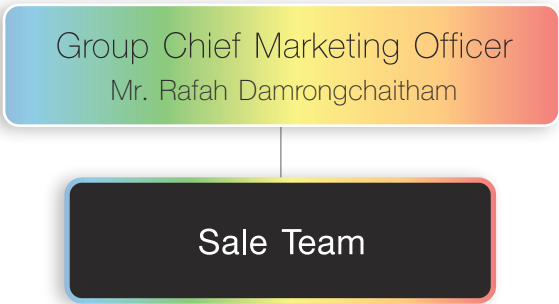 Group Chief Marketing Officer
Mr. Rafah Damrongchaitham
Sale Team